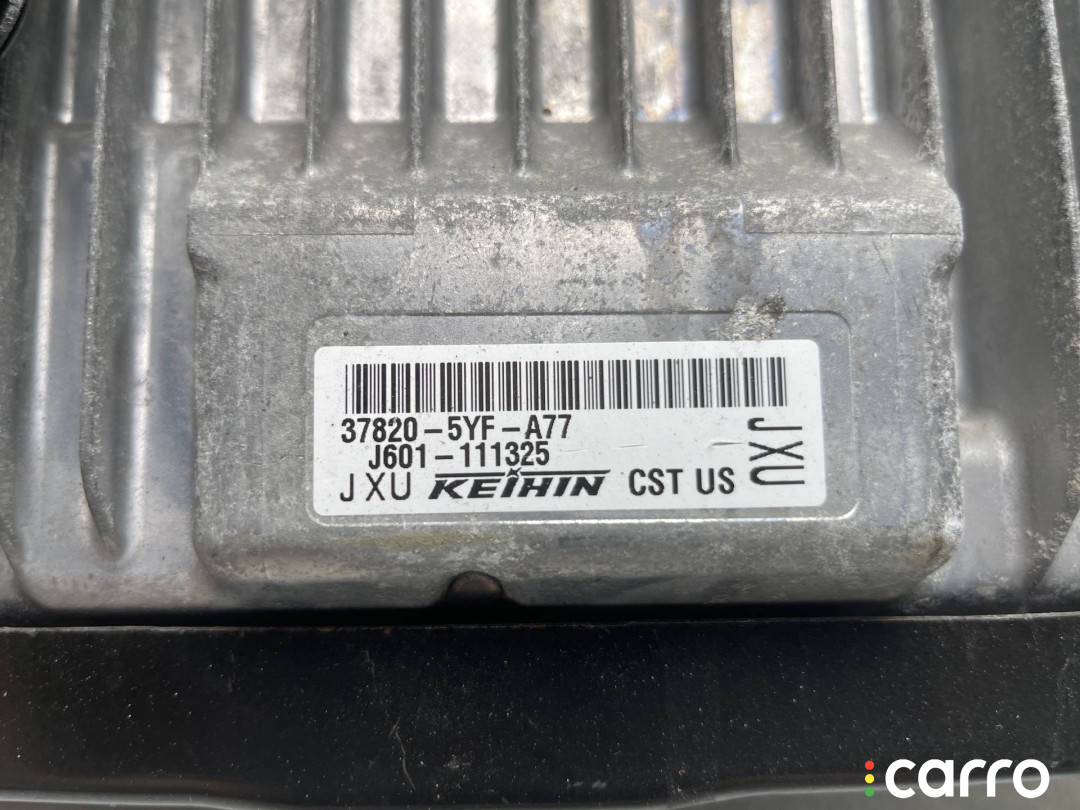 37820-5YF-A77
J601-111325
JXU KEIHIN CST US
JXU
carro